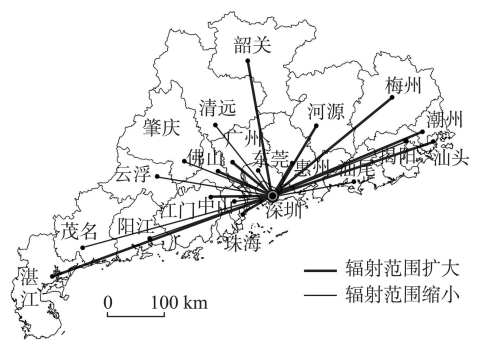 韶关
梅州
清远
河源
潮州
肇庆
广州
佛山
东莞
惠州
汕尾
揭阳
汕头
云浮
江门
中山
深圳
茂名
阳江
珠海
湛
江
辐射范围扩大
辐射范围缩小
0 100 km